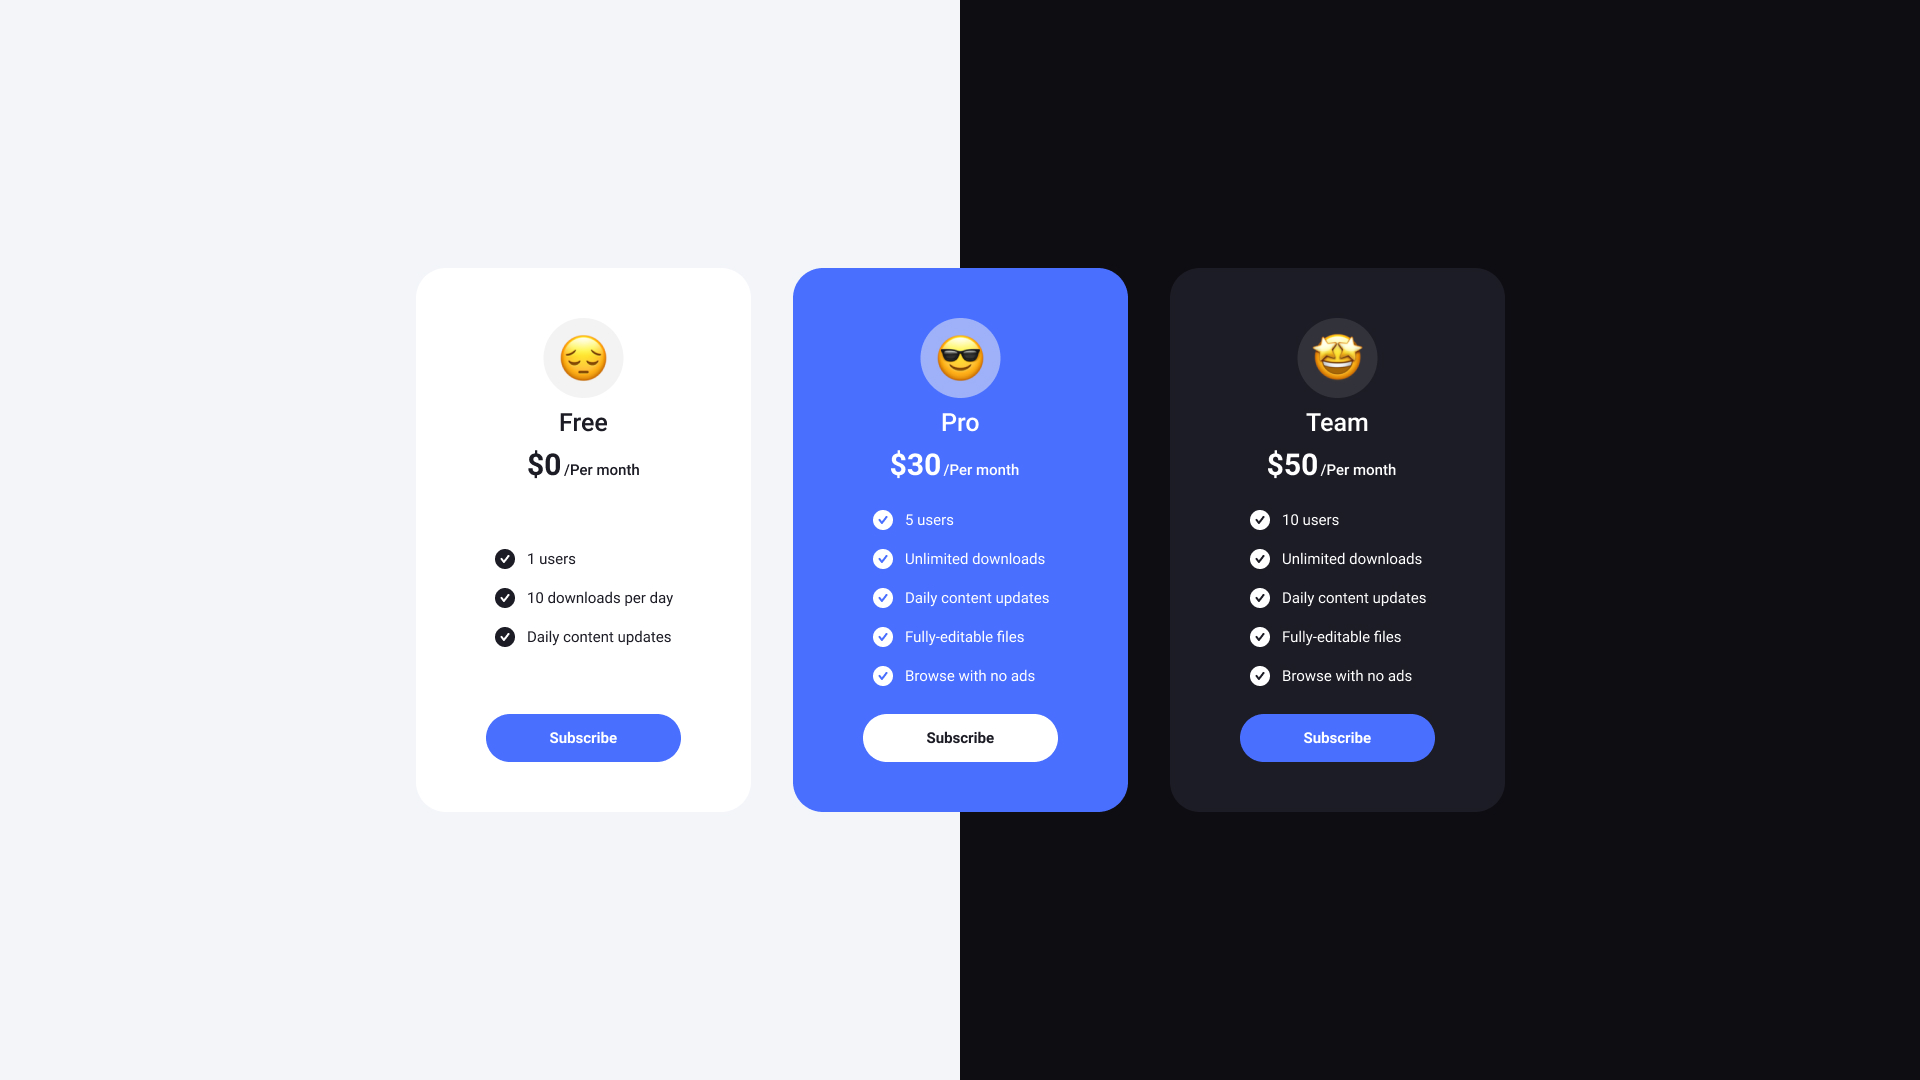 Free
$0 /Per month
1 users
10 downloads per day
Daily content updates
Subscribe
Pro
$30 /Per month
5 users
Unlimited downloads
Daily content updates
Fully-editable files
Browse with no ads
Subscribe
Team
$50 /Per month
10 users
Unlimited downloads
Daily content updates
Fully-editable files
Browse with no ads
Subscribe